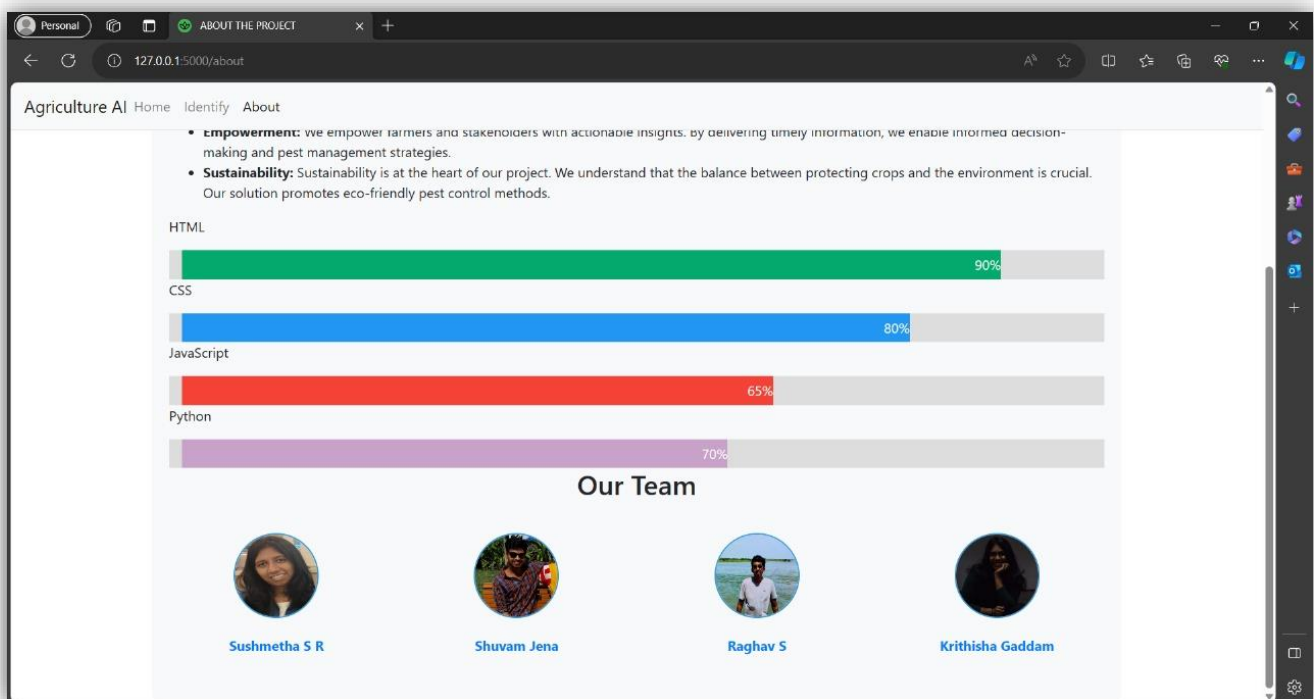 Personal
ABOUT THE PROJECT
127.0.0.1:5000/about
Agriculture AI Home Identify About
• Empowerment: We empower farmers and stakeholders with actionable insights. By delivering timely information, we enable informed decision-
making and pest management strategies.
• Sustainability: Sustainability is at the heart of our project. We understand that the balance between protecting crops and the environment is crucial.
Our solution promotes eco-friendly pest control methods.
HTML
90%
CSS
80%
JavaScript
65%
Python
70%
Our Team
Sushmetha S R Shuvam Jena Raghav S Krithisha Gaddam